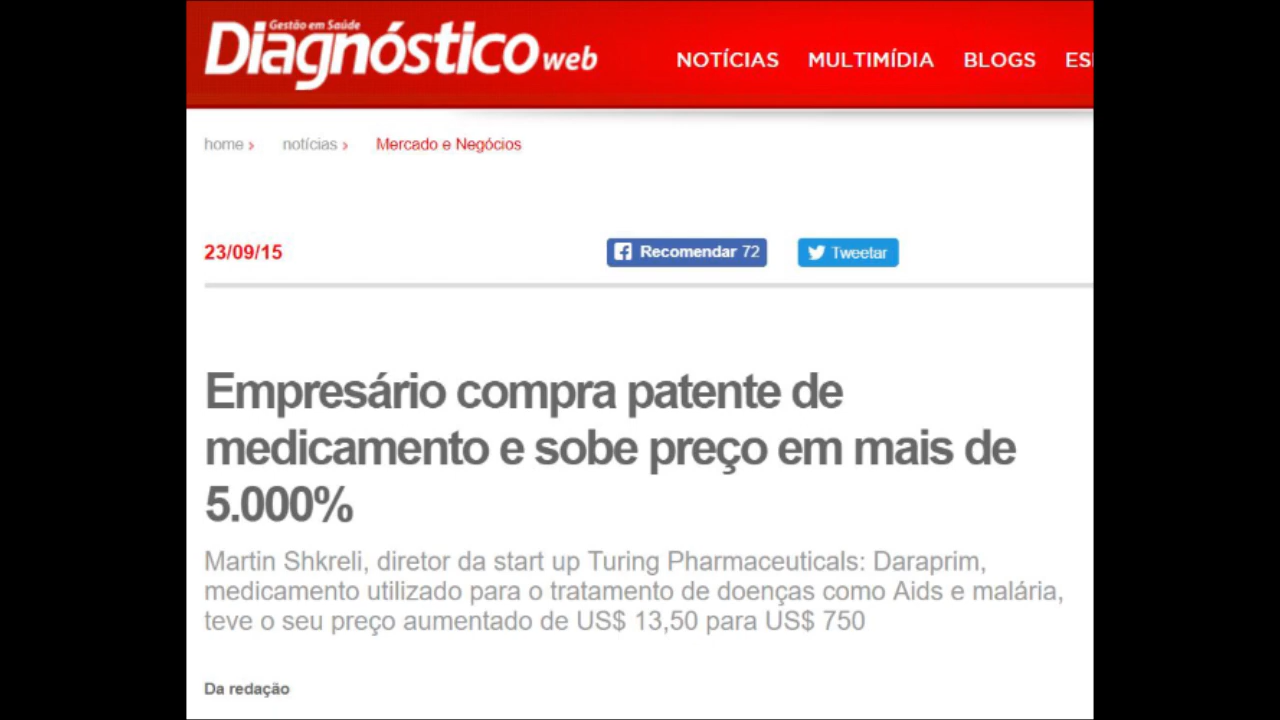 Gestão em Saúde
Diagnóstico web
NOTÍCIAS MULTIMÍDIA BLOGS ES
home › notícias › Mercado e Negócios
23/09/15 Recomendar 72 Tweetar
Empresário compra patente de
medicamento e sobe preço em mais de
5.000%
Martin Shkreli, diretor da start up Turing Pharmaceuticals: Daraprim,
medicamento utilizado para o tratamento de doenças como Aids e malária,
teve o seu preço aumentado de US$ 13,50 para US$ 750
Da redação